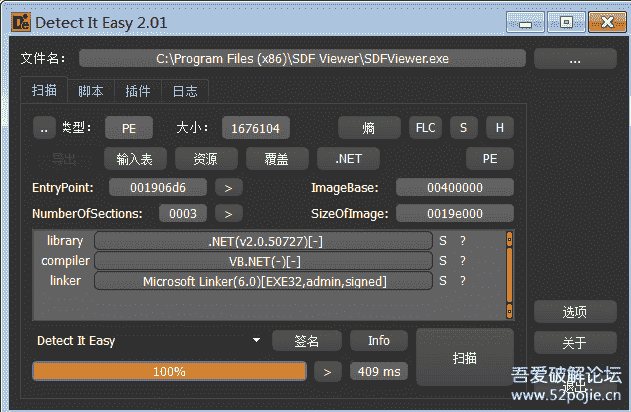 Detect It Easy 2.01
文件名: C:\Program Files (x86)\SDF Viewer\SDFViewer.exe ...
扫描 脚本 插件 日志
.. 类型: PE 大小: 1676104 熵 FLC S H
导出 输入表 资源 覆盖 .NET PE
EntryPoint: 001906d6 > ImageBase: 00400000
NumberOfSections: 0003 > SizeOfImage: 0019e000
library .NET(v2.0.50727)[-] S ?
compiler VB.NET(-)[-] S ?
linker Microsoft Linker(6.0)[EXE32,admin,signed] S ?
选项
Detect It Easy 签名 Info 扫描 关于
100% > 409 ms 退出
吾爱破解论坛
www.52pojie.cn